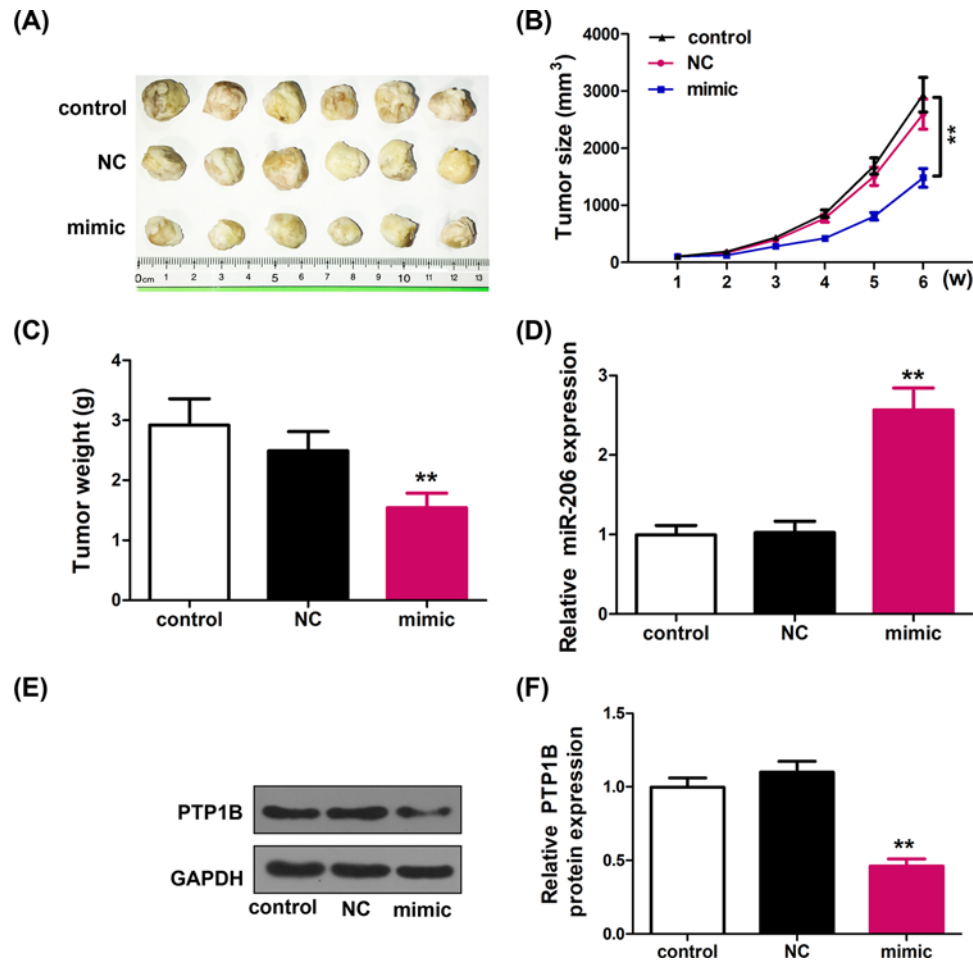 (A)
control
NC
mimic
0cm 1 2 3 4 5 6 7 8 9 10 11 12 13
(B)
Tumor size (mm³)
4000
3000
2000
1000
0
control
NC
mimic
**
1 2 3 4 5 6 (w)
(C)
Tumor weight (g)
4
3
2
1
0
**
control NC mimic
(D)
Relative miR-206 expression
3
2
1
0
**
control NC mimic
(E)
PTP1B
GAPDH
control NC mimic
(F)
Relative PTP1B
protein expression
1.5
1.0
0.5
0.0
**
control NC mimic